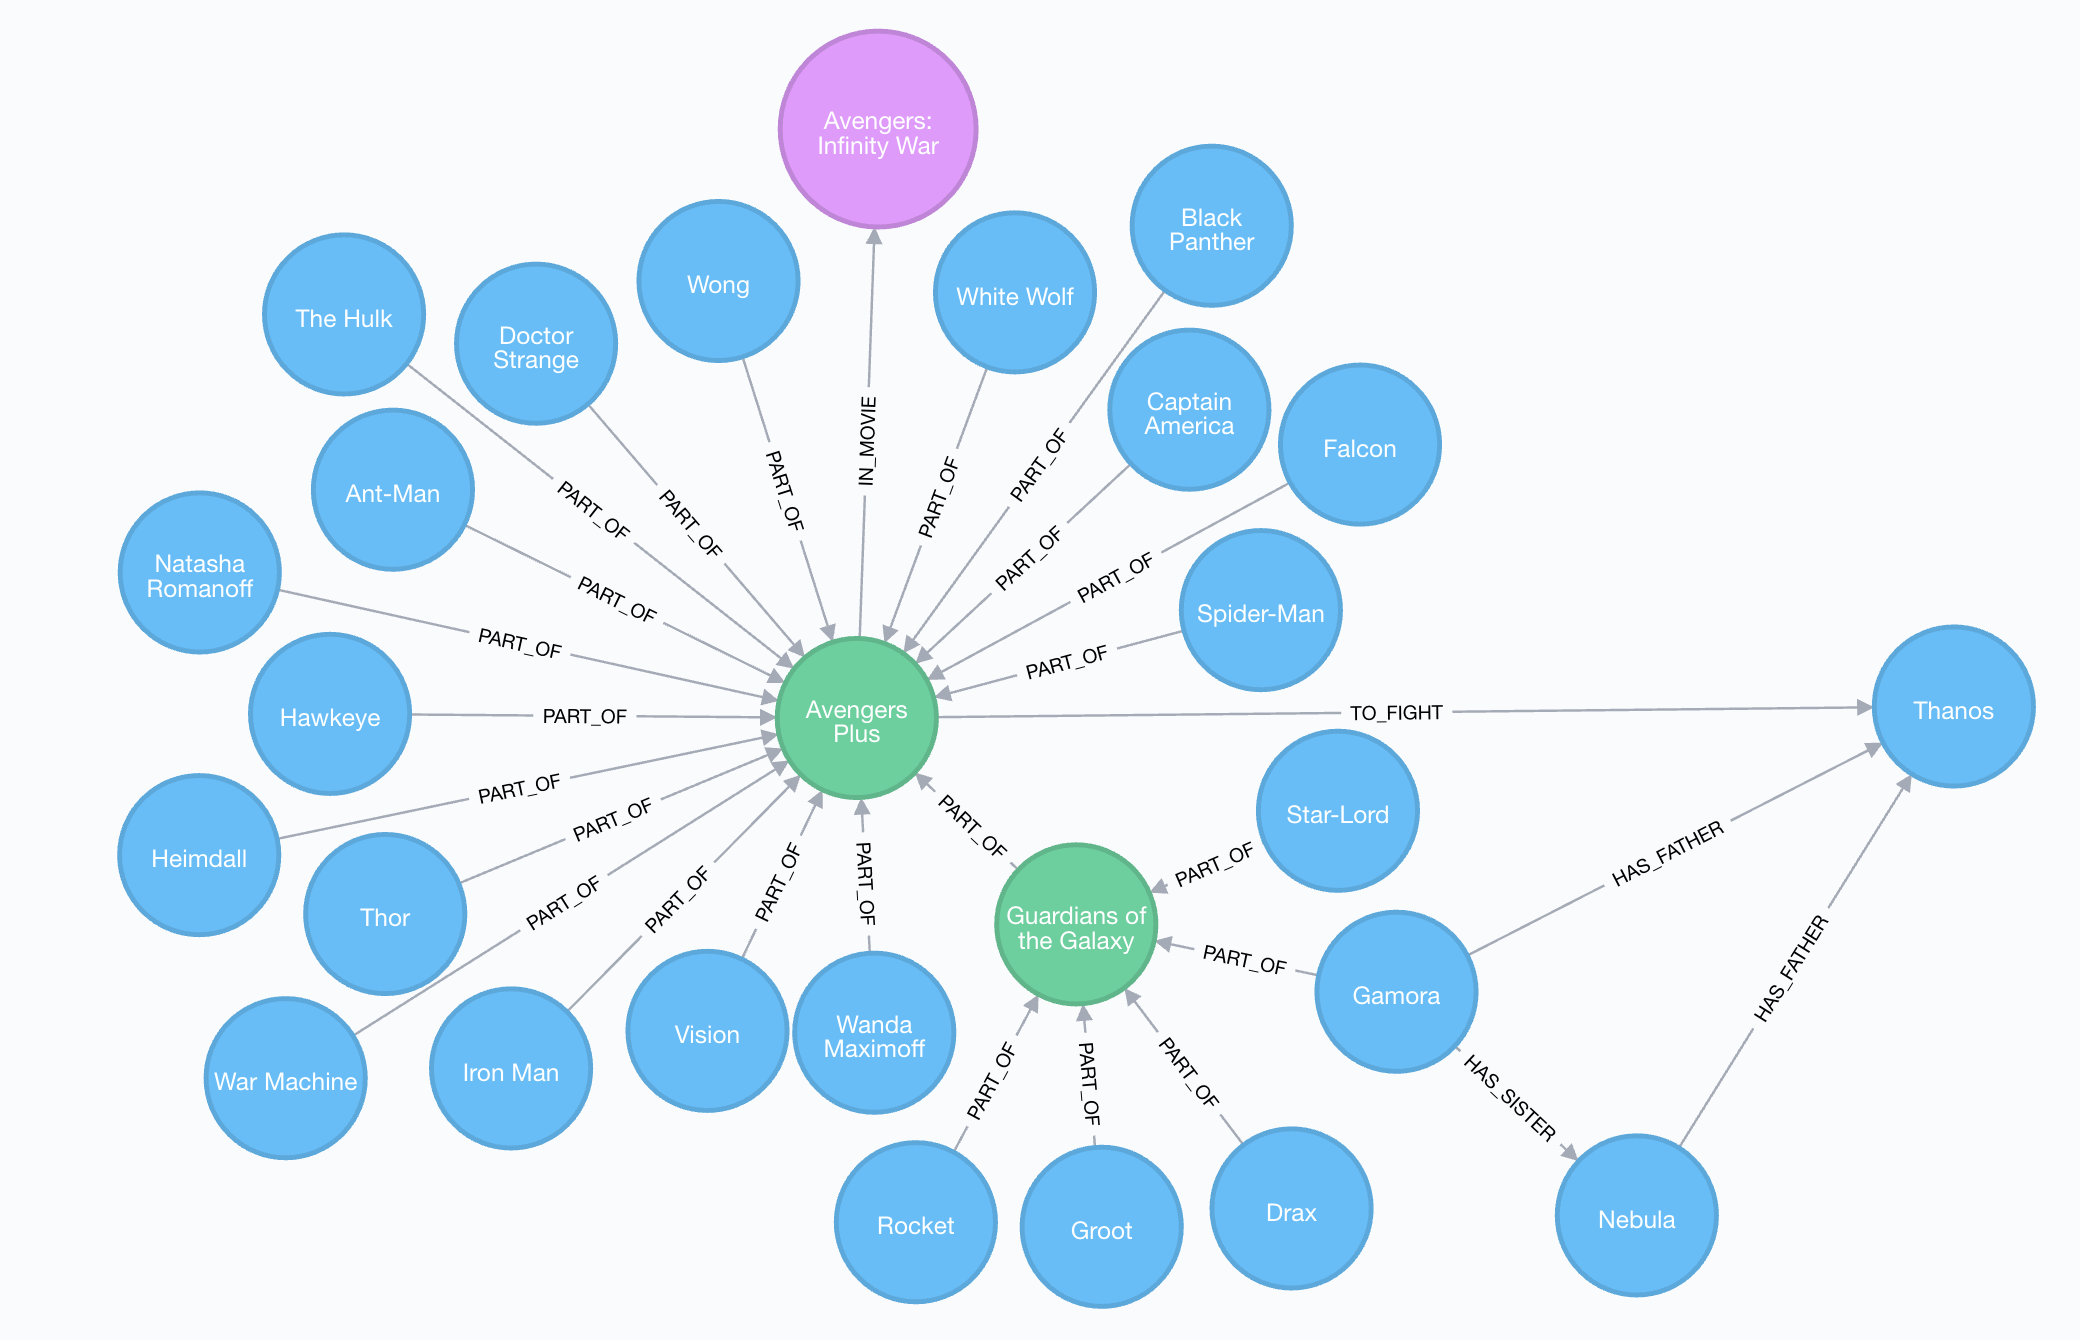 Avengers:
Infinity War
Black
Panther
Wong
White Wolf
The Hulk
Doctor
Strange
Captain
America
Falcon
IN_MOVIE
Ant-Man
PART_OF
PART_OF
PART_OF
PART_OF
PART_OF
PART_OF
PART_OF
Natasha
Romanoff
PART_OF
Spider-Man
PART_OF
PART_OF
Hawkeye
PART_OF
Avengers
Plus
TO_FIGHT
Thanos
PART_OF
PART_OF
PART_OF
Star-Lord
Heimdall
PART_OF
HAS_FATHER
Thor
PART_OF
PART_OF
PART_OF
PART_OF
Guardians of
the Galaxy
PART_OF
HAS_FATHER
Gamora
Vision
Wanda
Maximoff
War Machine
Iron Man
PART_OF
PART_OF
PART_OF
HAS_SISTER
Rocket
Groot
Drax
Nebula